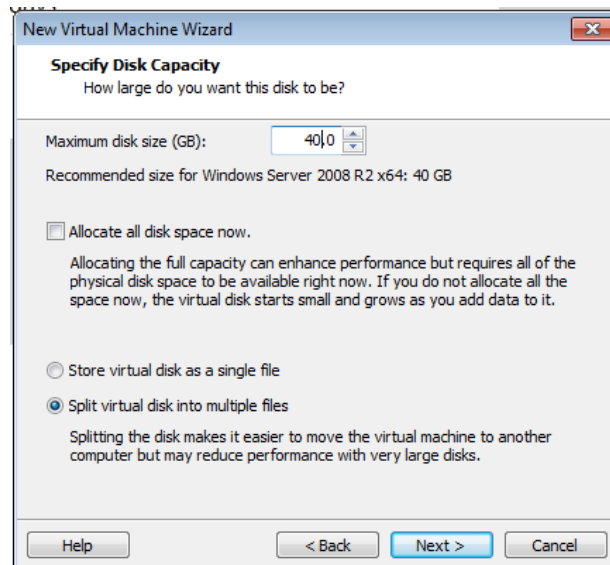 New Virtual Machine Wizard
Specify Disk Capacity
How large do you want this disk to be?
Maximum disk size (GB): 40.0
Recommended size for Windows Server 2008 R2 x64: 40 GB
Allocate all disk space now.
Allocating the full capacity can enhance performance but requires all of the
physical disk space to be available right now. If you do not allocate all the
space now, the virtual disk starts small and grows as you add data to it.
Store virtual disk as a single file
Split virtual disk into multiple files
Splitting the disk makes it easier to move the virtual machine to another
computer but may reduce performance with very large disks.
Help < Back Next > Cancel